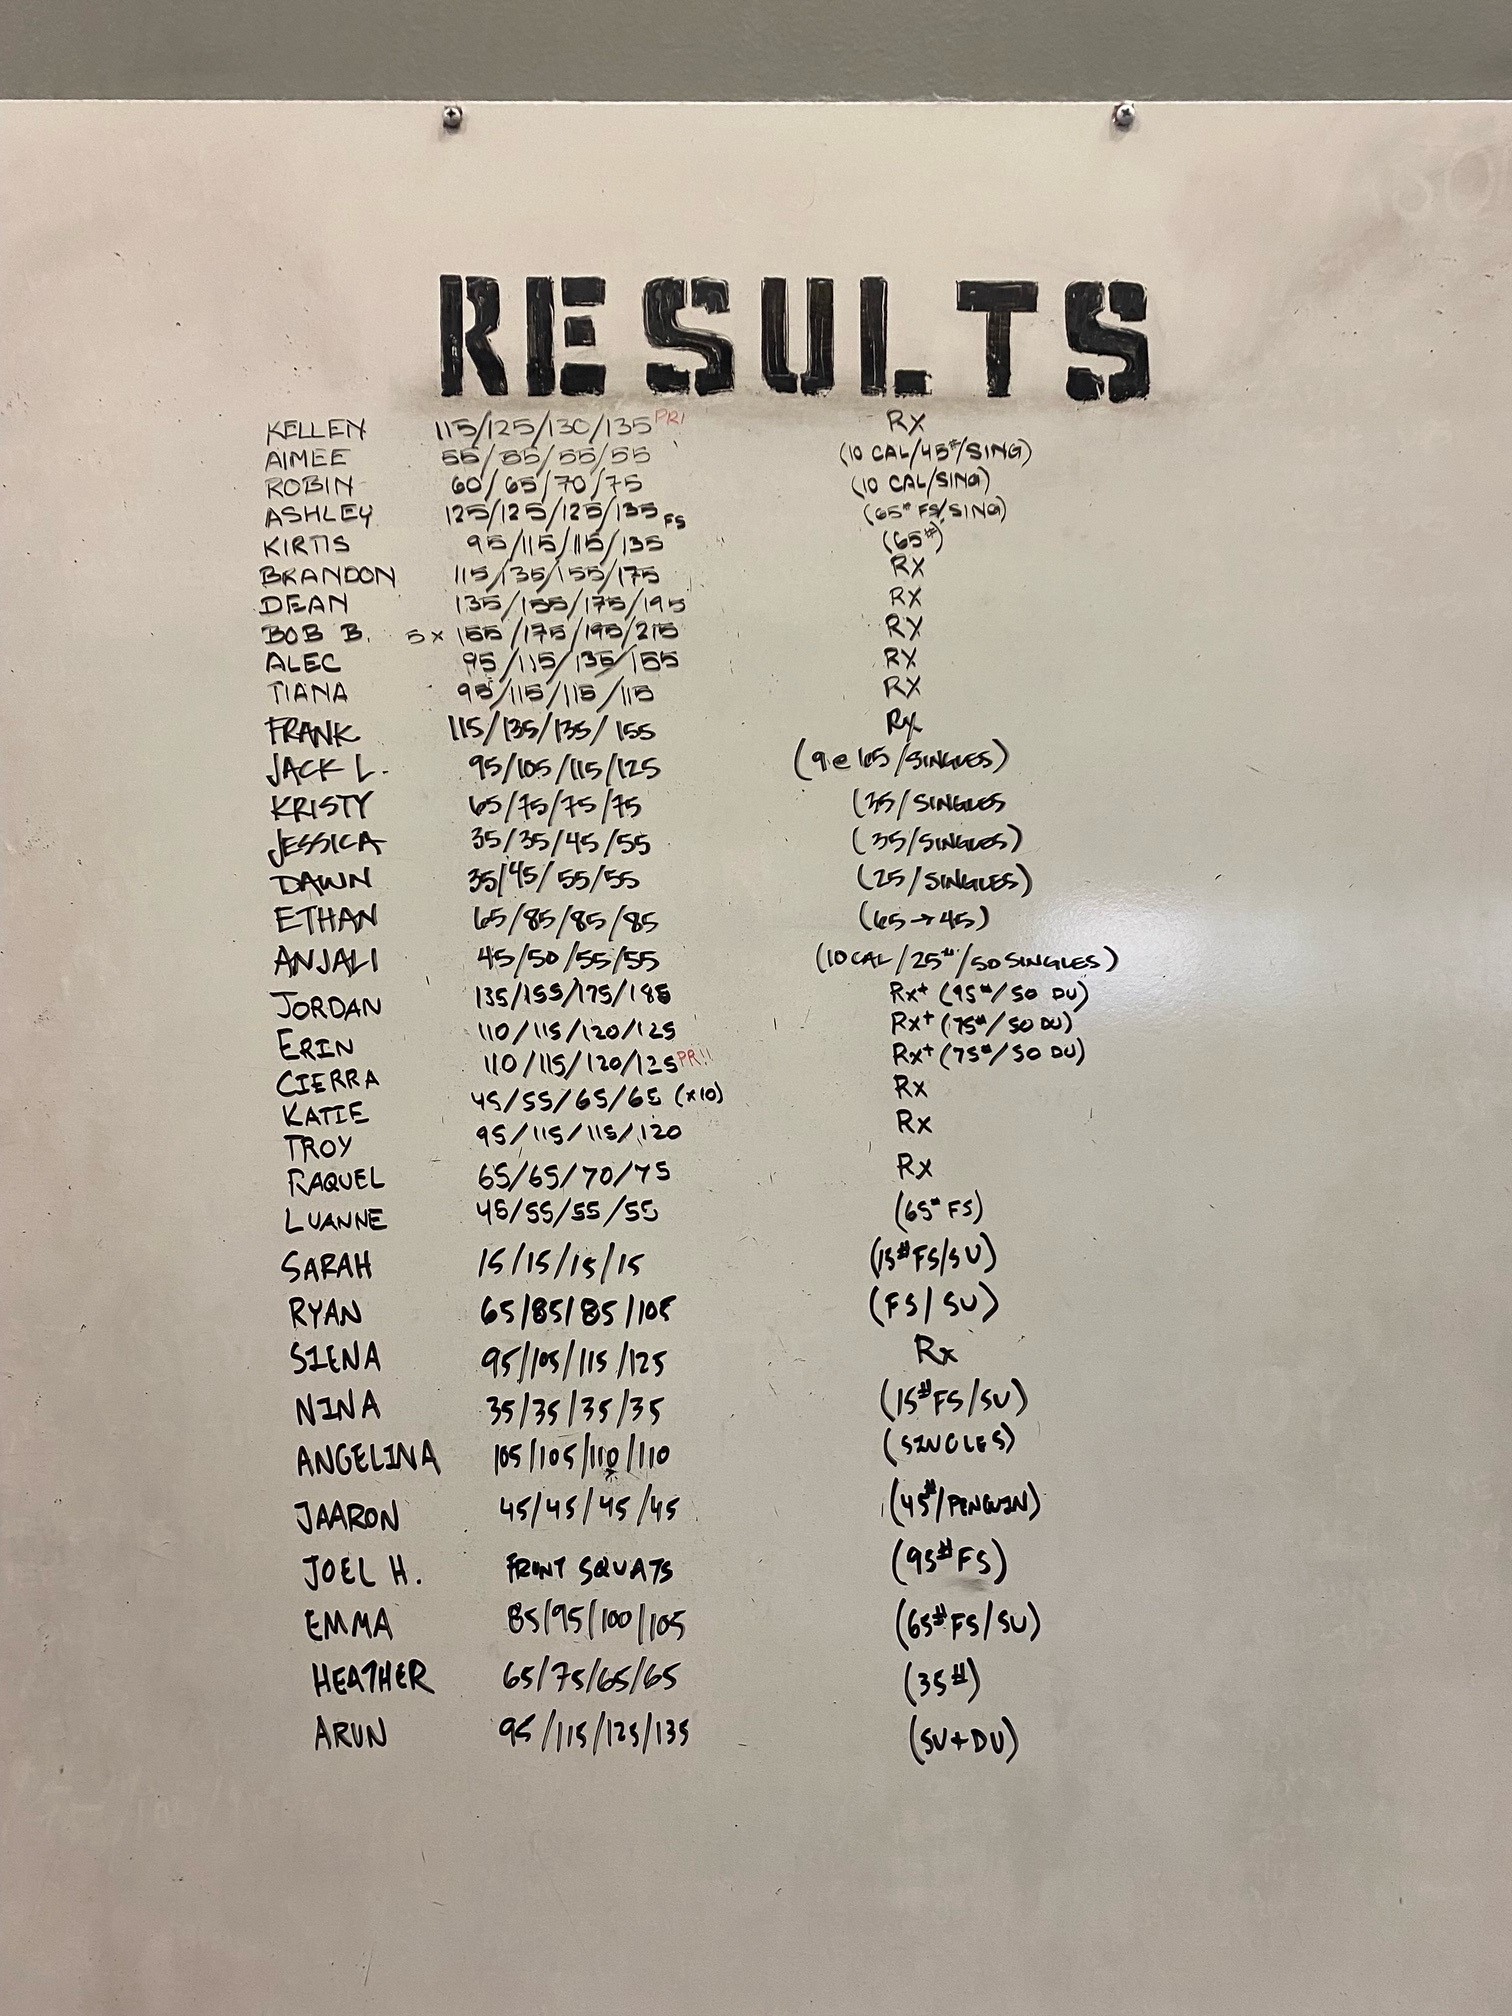 RESULTS
KELLEN 115/125/130/135 PR! Rx
AIMEE 55/55/55/55 (10 CAL/45#/SING)
ROBIN 60/65/70/75 (10 CAL/SING)
ASHLEY 125/125/125/135 FS (65# FS/SING)
KIRTIS 95/115/115/135 (65#)
BRANDON 115/135/155/175 RX
DEAN 135/155/175/195 RX
BOB B. 5x 155/175/195/215 RX
ALEC 95/115/135/155 RX
TIANA 95/115/115/115 RX
FRANK 115/135/135/155 Rx
JACK L. 95/105/115/125 (9@65/SINGLES)
KRISTY 65/75/75/75 (35/SINGLES
JESSICA 35/35/45/55 (35/SINGLES)
DAWN 35/45/55/55 (25/SINGLES)
ETHAN 65/85/85/85 (65→45)
ANJALI 45/50/55/55 (10 CAL/25#/50 SINGLES)
JORDAN 135/155/175/185 Rx+ (95#/50 DU)
ERIN 110/115/120/125 Rx+ (75#/50 DU)
CIERRA 110/115/120/125 PR!! Rx+ (75#/50 DU)
KATIE 45/55/65/65 (x10) Rx
TROY 95/115/115/120 Rx
RAQUEL 65/65/70/75 Rx
LUANNE 45/55/55/55 (65# FS)
SARAH 15/15/15/15 (15# FS/SU)
RYAN 65/85/85/105 (FS/SU)
SIENA 95/105/115/125 Rx
NINA 35/35/35/35 (15# FS/SU)
ANGELINA 105/105/110/110 (SINGLES)
JAARON 45/45/45/45 (45#/PENGUIN)
JOEL H. FRONT SQUATS (95# FS)
EMMA 85/95/100/105 (65# FS/SU)
HEATHER 65/75/65/65 (35#)
ARUN 95/115/125/135 (SU+DU)